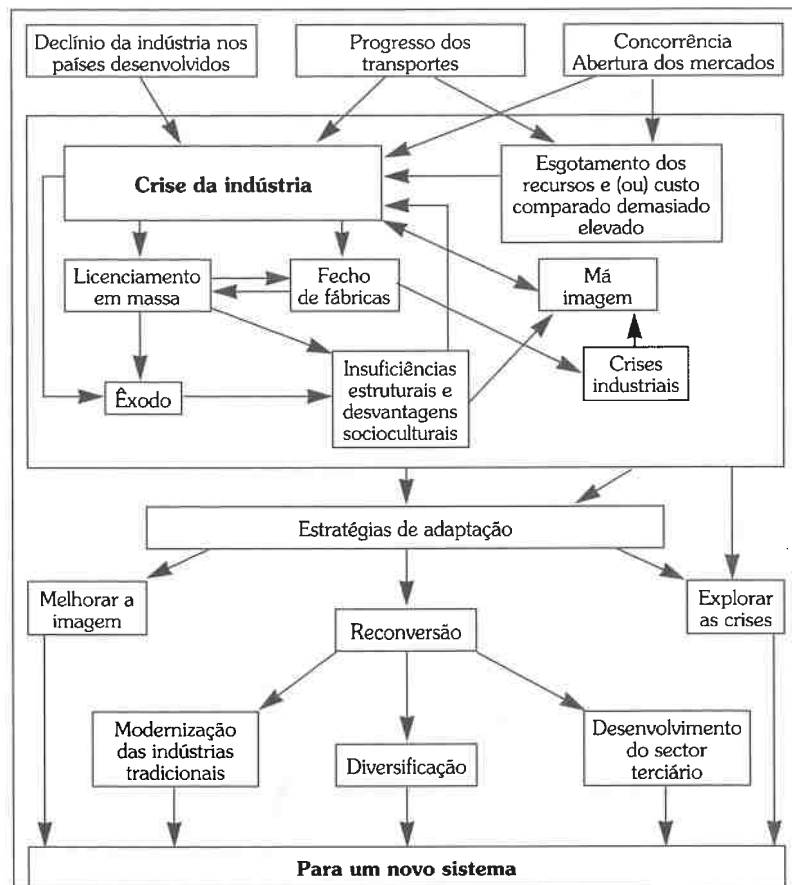 Declínio da indústria nos
países desenvolvidos
Progresso dos
transportes
Concorrência
Abertura dos mercados
Crise da indústria
Esgotamento dos
recursos e (ou) custo
comparado demasiado
elevado
Licenciamento
em massa
Fecho
de fábricas
Má
imagem
Êxodo
Insuficiências
estruturais e
desvantagens
socioculturais
Crises
industriais
Estratégias de adaptação
Melhorar a
imagem
Reconversão
Explorar
as crises
Modernização
das indústrias
tradicionais
Diversificação
Desenvolvimento
do sector
terciário
Para um novo sistema